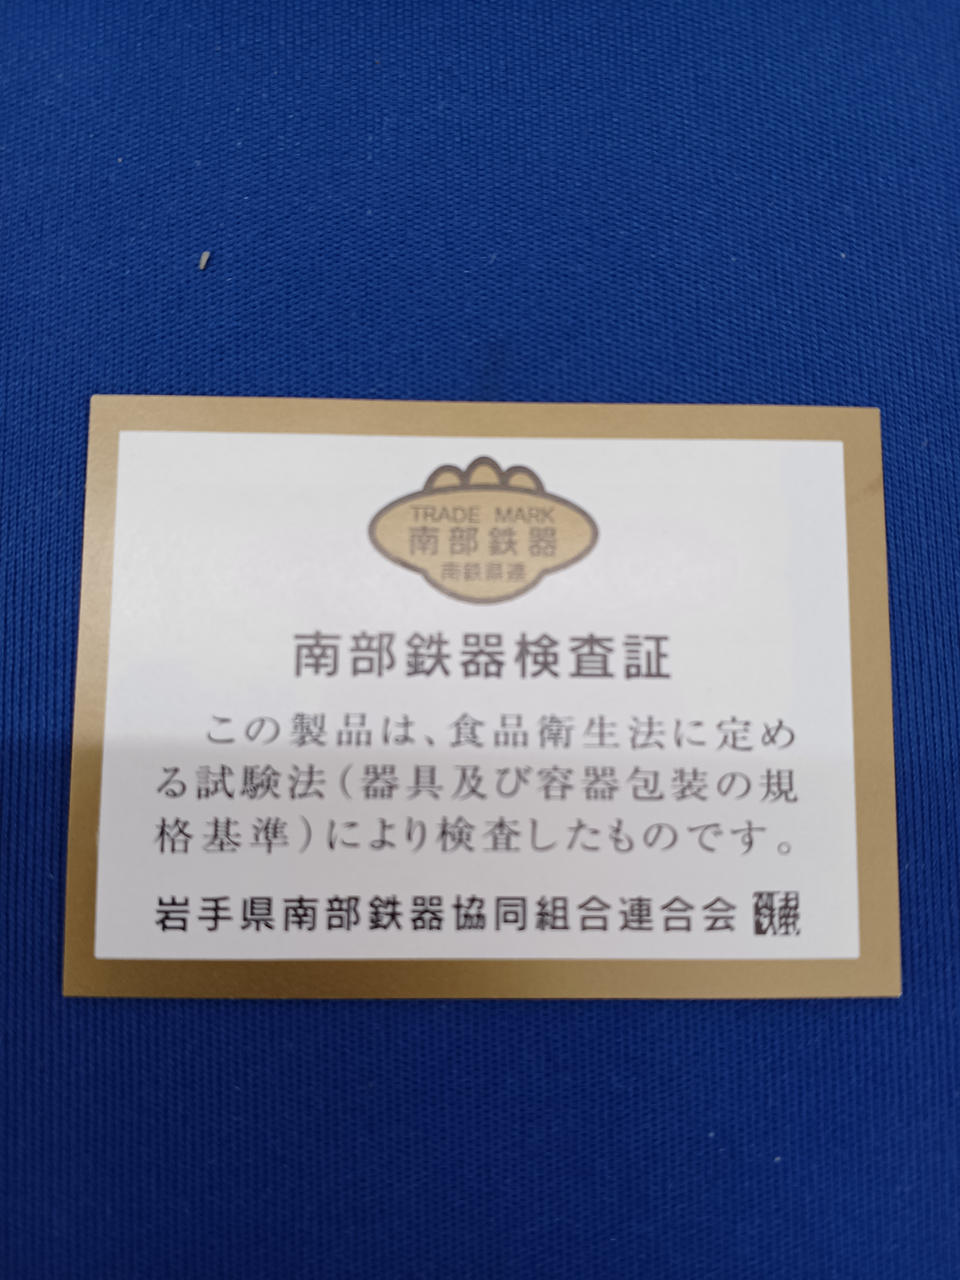 TRADE MARK
南部鉄器
南鉄県連
南部鉄器検査証
この製品は、食品衛生法に定め
る試験法(器具及び容器包装の規
格基準)により検査したものです。
岩手県南部鉄器協同組合連合会